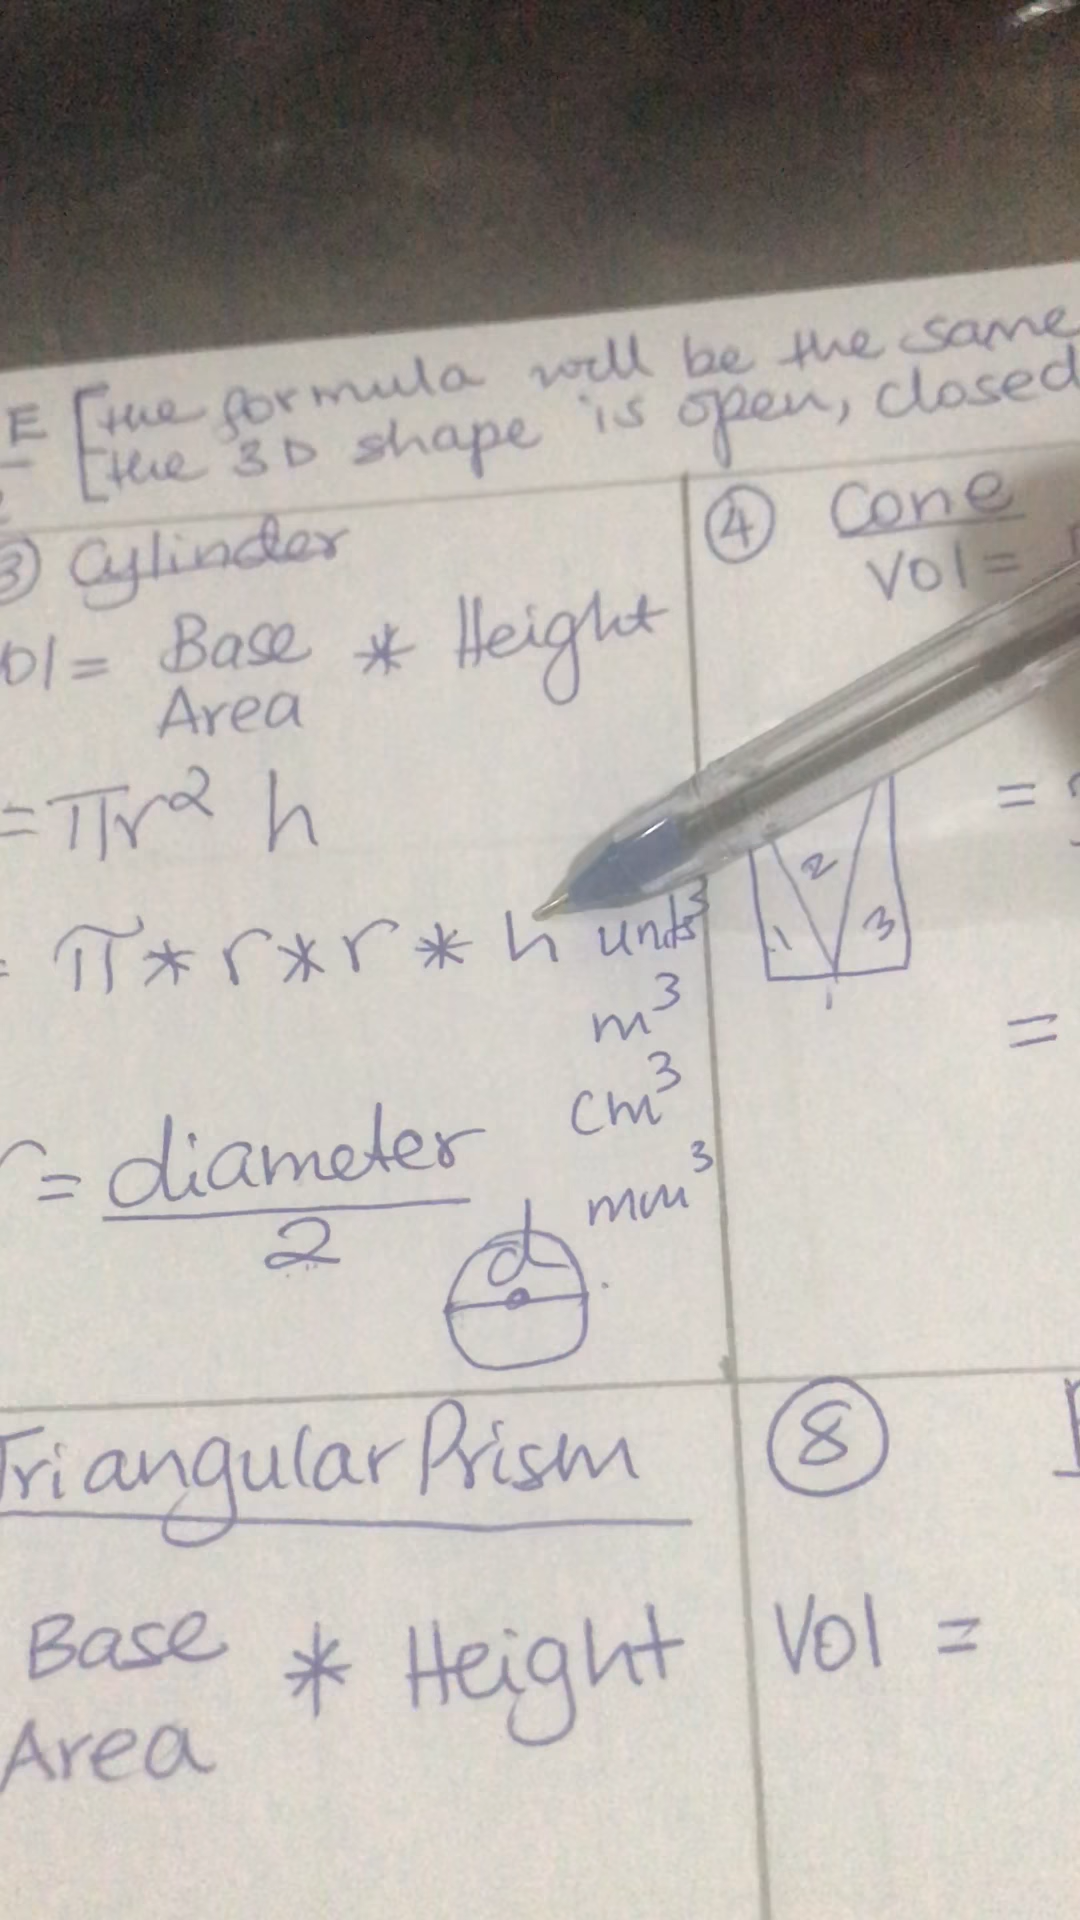 E [the formula will be the same
[the 3D shape is open, closed
3) Cylinder
ol = Base Area * Height
= πr² h
= π * r * r * h units³
m³
cm³
mm³
r = diameter
2
d
④ Cone
Vol =
1 2 3
=
=
Triangular Prism
Base Area * Height
⑧
Vol =